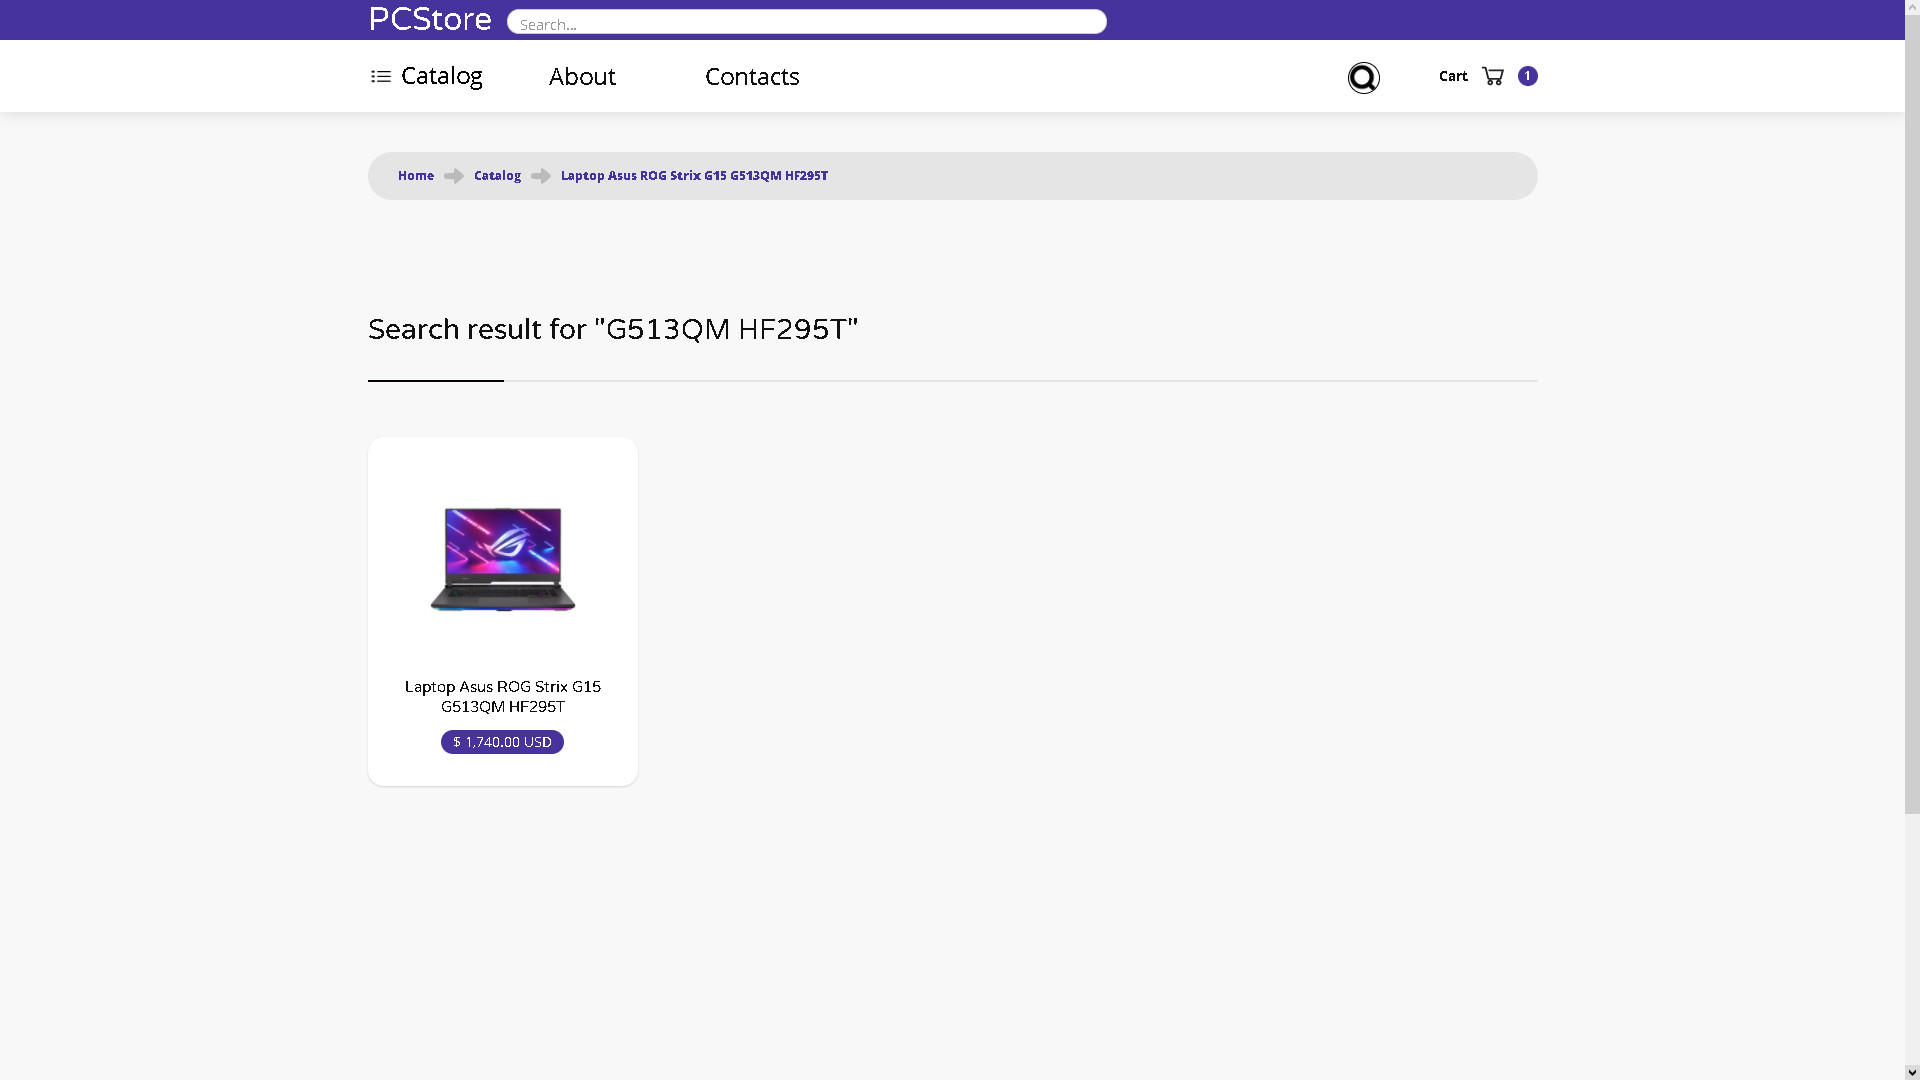 PCStore
Search...
Catalog
About
Contacts
Cart
1
Home
Catalog
Laptop Asus ROG Strix G15 G513QM HF295T
Search result for "G513QM HF295T"
Laptop Asus ROG Strix G15
G513QM HF295T
$ 1,740.00 USD